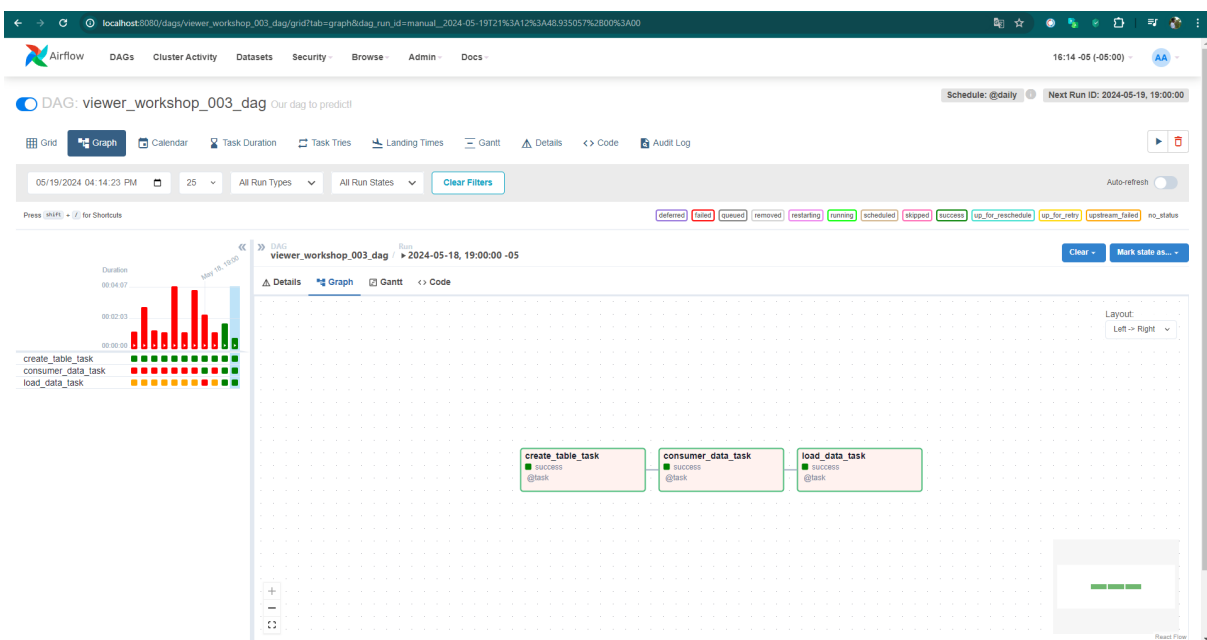 localhost:8080/dags/viewer_workshop_003_dag/grid?tab=graph&dag_run_id=manual__2024-05-19T21%3A12%3A48.935057%2B00%3A00
Airflow DAGs Cluster Activity Datasets Security Browse Admin Docs 16:14 -05 (-05:00) AA
DAG: viewer_workshop_003_dag Our dag to predict! Schedule: @daily Next Run ID: 2024-05-19, 19:00:00
Grid Graph Calendar Task Duration Task Tries Landing Times Gantt Details <> Code Audit Log
05/19/2024 04:14:23 PM 25 All Run Types All Run States Clear Filters Auto-refresh
Press shift + / for Shortcuts deferred failed queued removed restarting running scheduled skipped success up_for_reschedule up_for_retry upstream_failed no_status
DAG Run
viewer_workshop_003_dag / 2024-05-18, 19:00:00 -05 Clear Mark state as...
May 18, 19:00
Duration
00:04:07
00:02:03
00:00:00
create_table_task
consumer_data_task
load_data_task
Details Graph Gantt <> Code
Layout:
Left -> Right
create_table_task consumer_data_task load_data_task
success success success
@task @task @task
React Flow